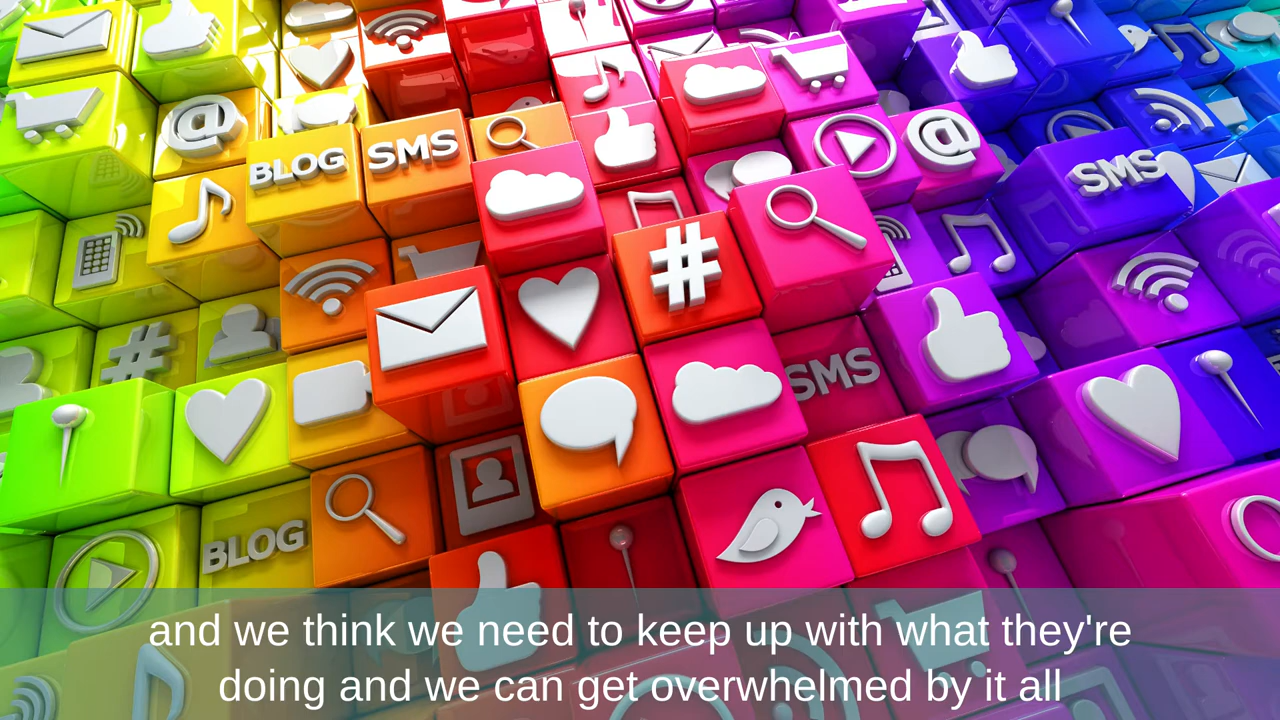 @
BLOG
SMS
@
SMS
#
#
SMS
BLOG
and we think we need to keep up with what they're
doing and we can get overwhelmed by it all